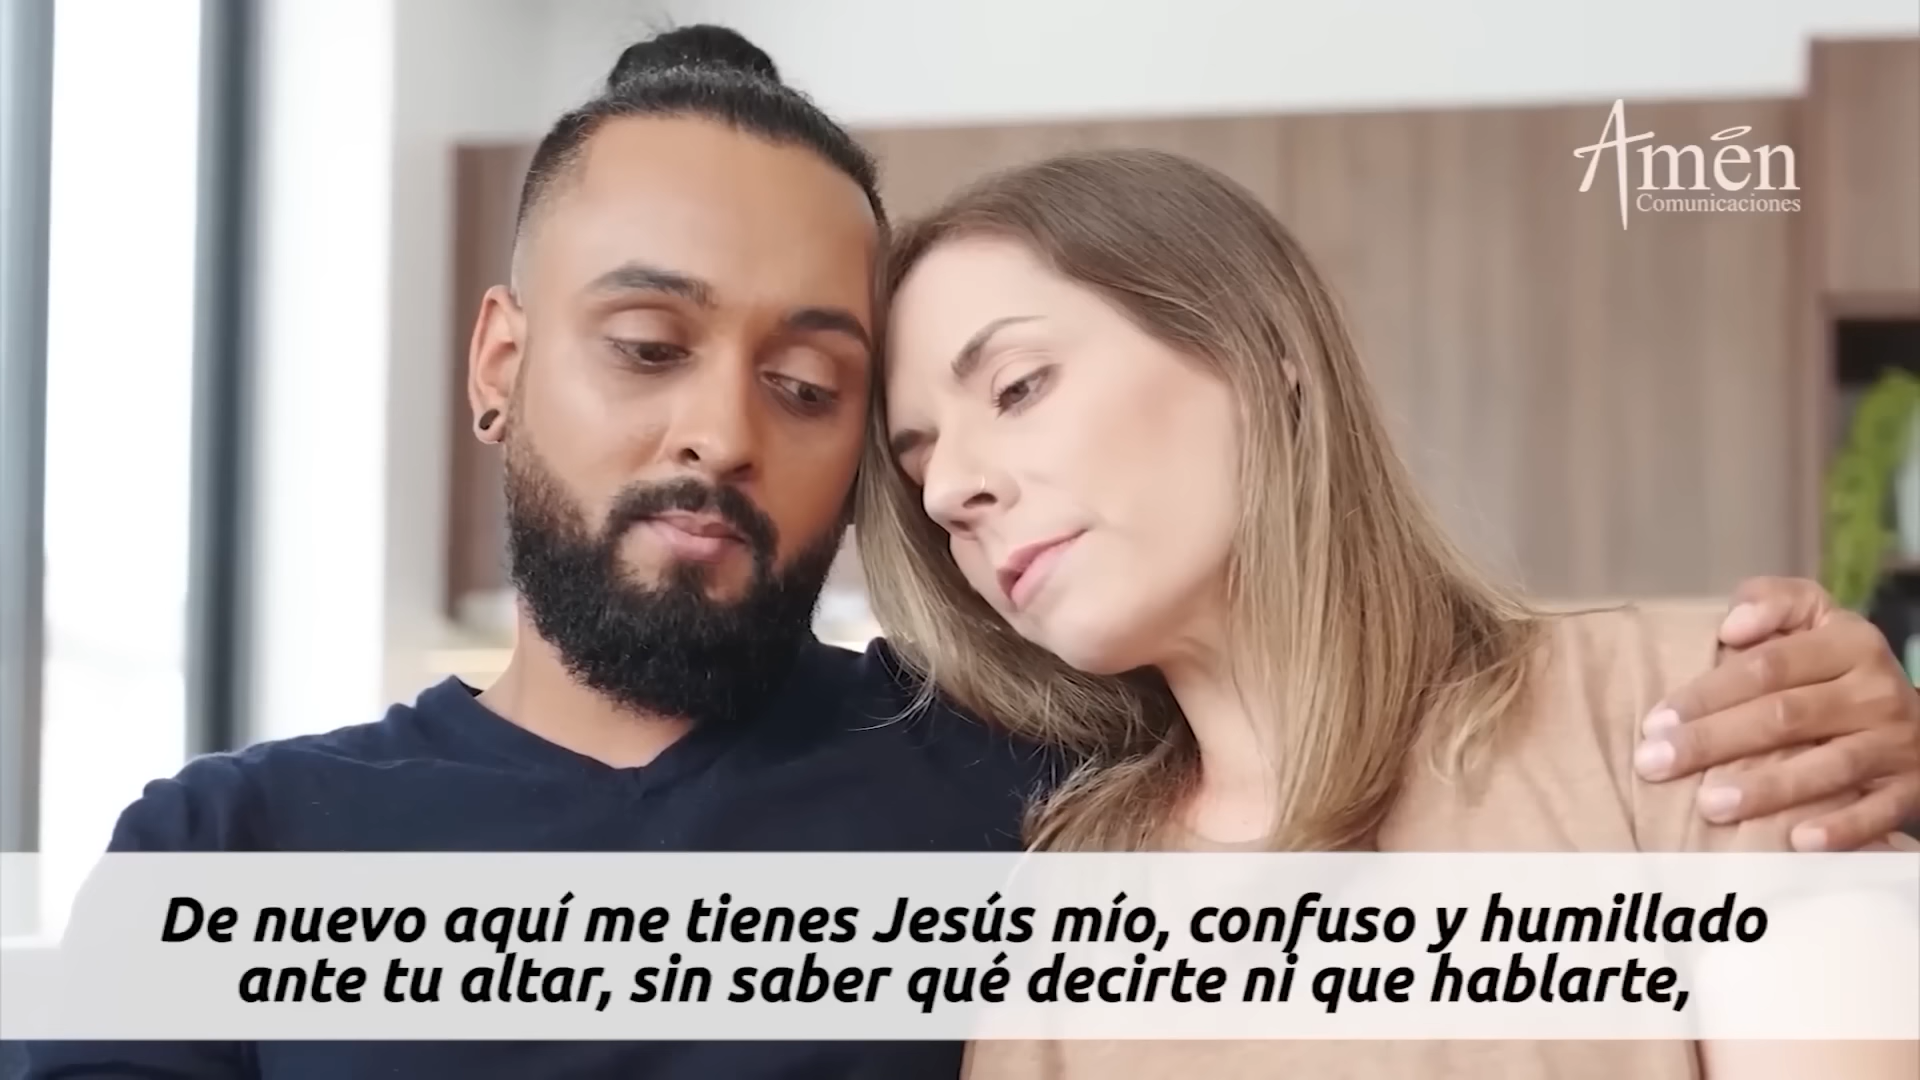 Amén
Comunicaciones
De nuevo aquí me tienes Jesús mío, confuso y humillado
ante tu altar, sin saber qué decirte ni que hablarte,